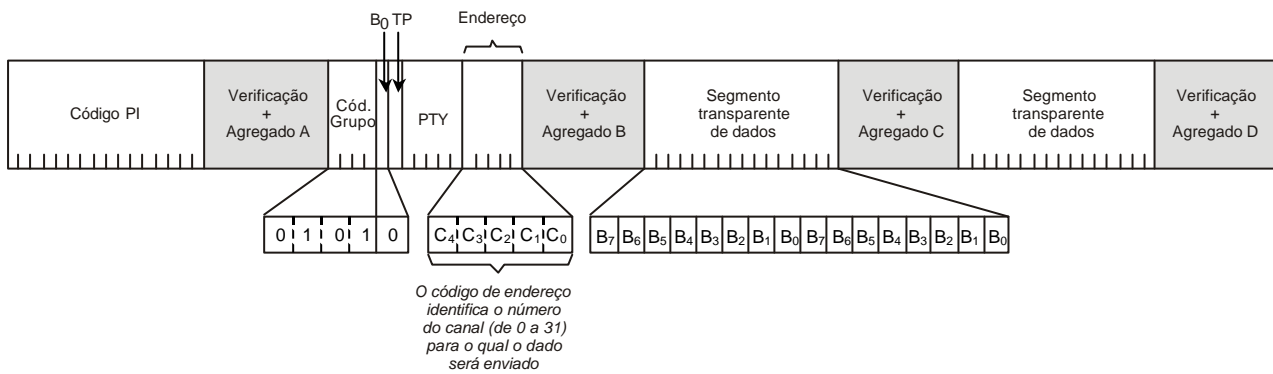 B0 TP
Endereço
Código PI
Verificação
+
Agregado A
Cód.
Grupo
PTY
Verificação
+
Agregado B
Segmento
transparente
de dados
Verificação
+
Agregado C
Segmento
transparente
de dados
Verificação
+
Agregado D
0 1 0 1 0
C4 C3 C2 C1 C0
B7 B6 B5 B4 B3 B2 B1 B0 B7 B6 B5 B4 B3 B2 B1 B0
O código de endereço
identifica o número
do canal (de 0 a 31)
para o qual o dado
será enviado